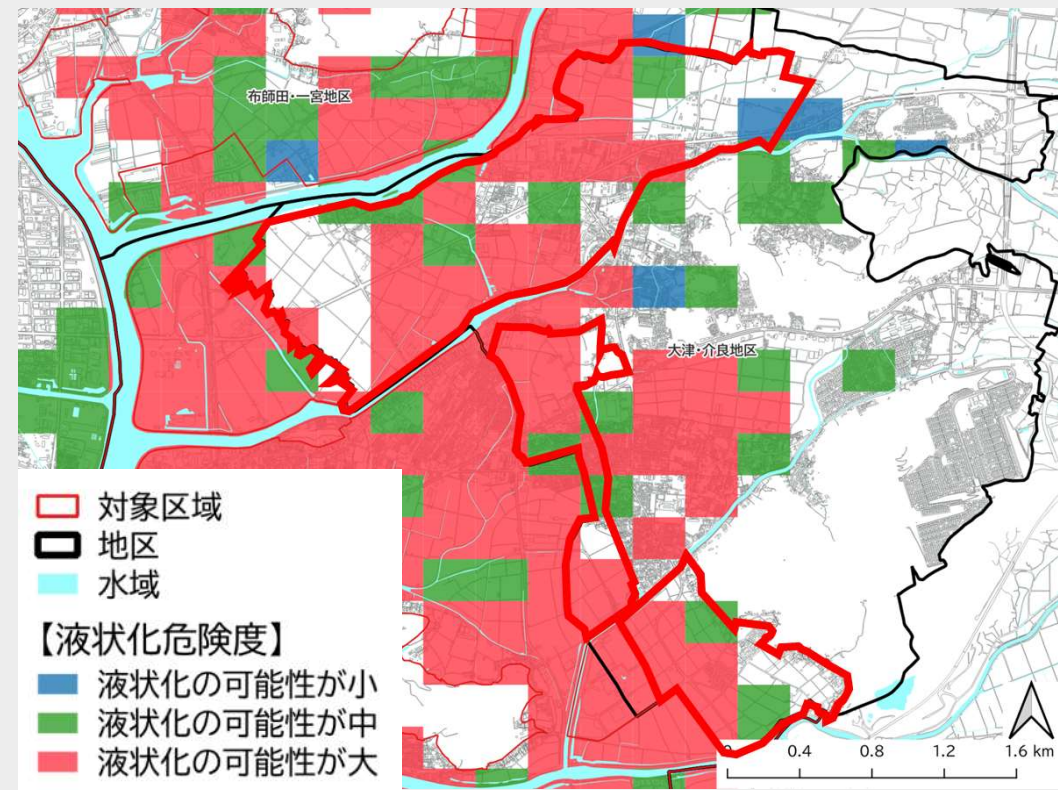 布師田・一宮地区
大津・介良地区
対象区域
地区
水域
【液状化危険度】
液状化の可能性が小
液状化の可能性が中
液状化の可能性が大
0 0.4 0.8 1.2 1.6 km